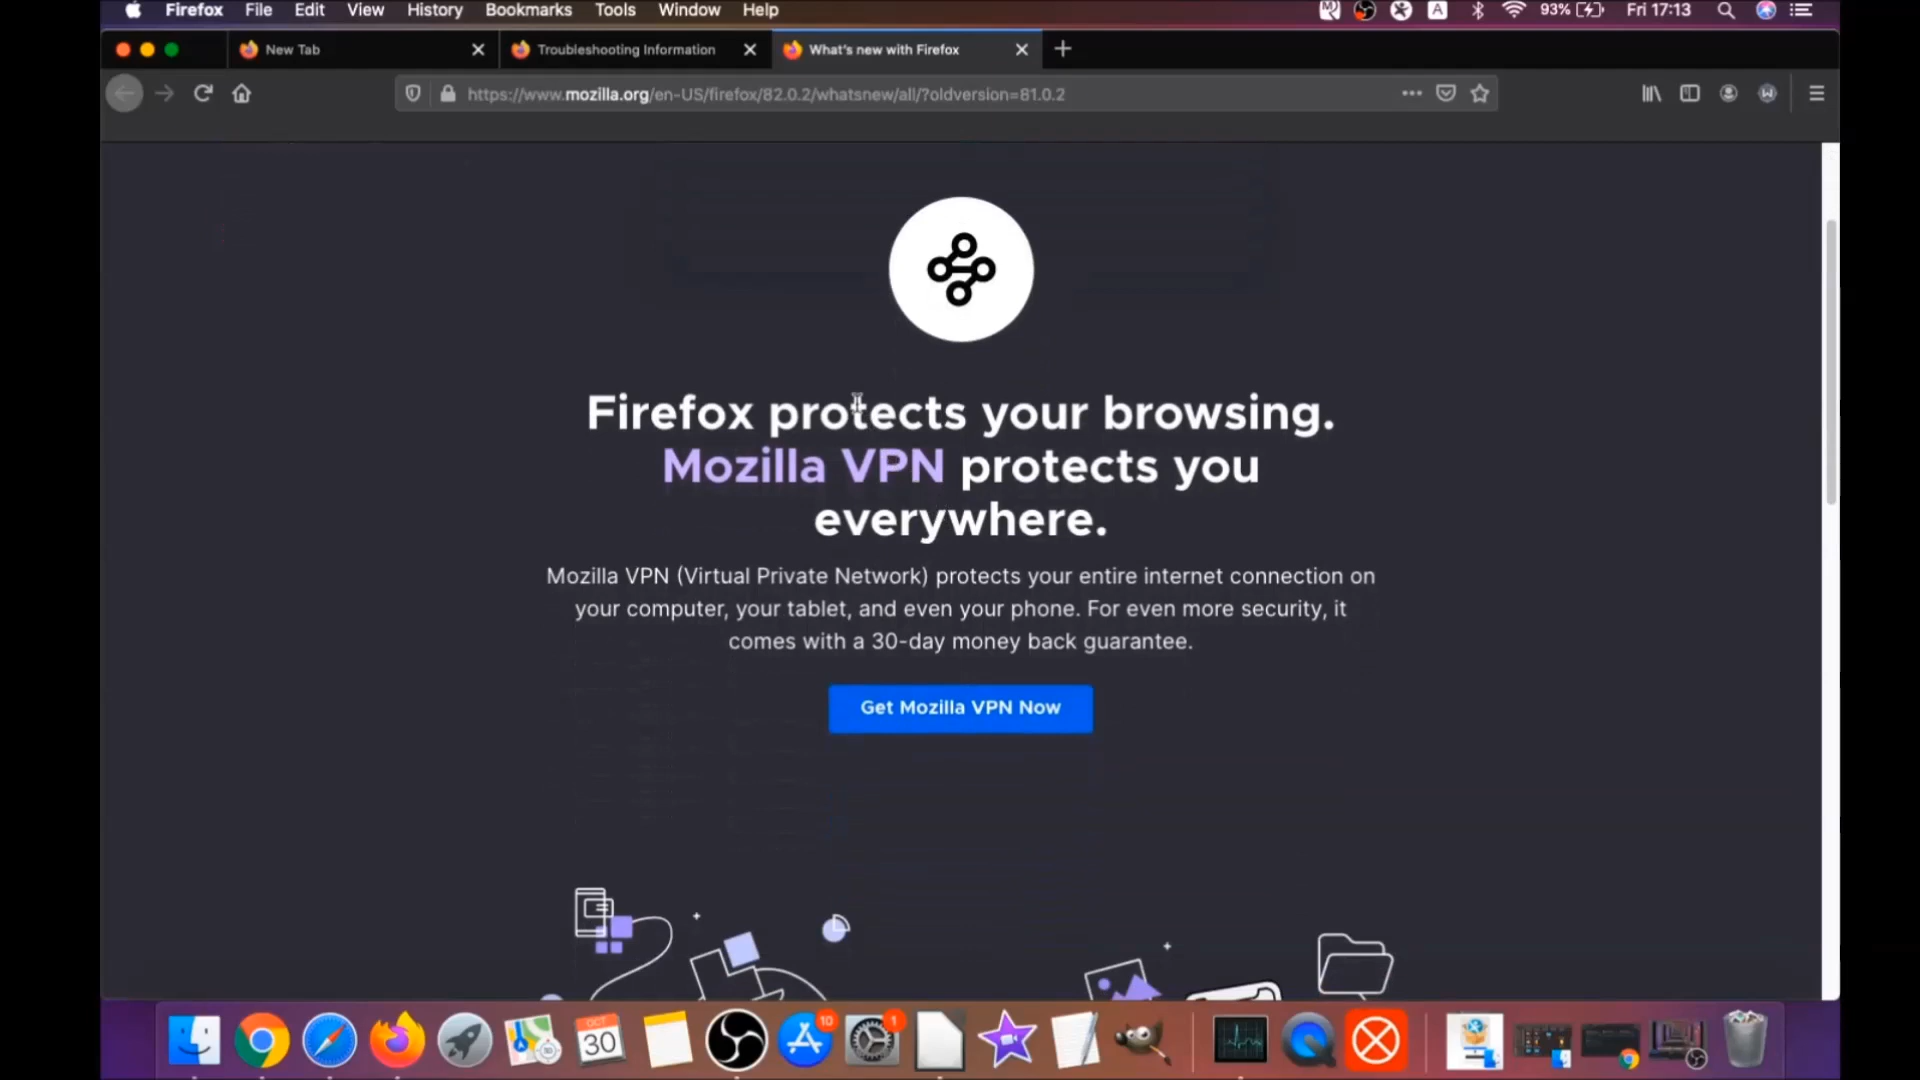 Firefox File Edit View History Bookmarks Tools Window Help A 93% Fri 17:13
New Tab Troubleshooting Information What's new with Firefox
https://www.mozilla.org/en-US/firefox/82.0.2/whatsnew/all/?oldversion=81.0.2
Firefox protects your browsing.
Mozilla VPN protects you
everywhere.
Mozilla VPN (Virtual Private Network) protects your entire internet connection on
your computer, your tablet, and even your phone. For even more security, it
comes with a 30-day money back guarantee.
Get Mozilla VPN Now
OCT
30
10
1